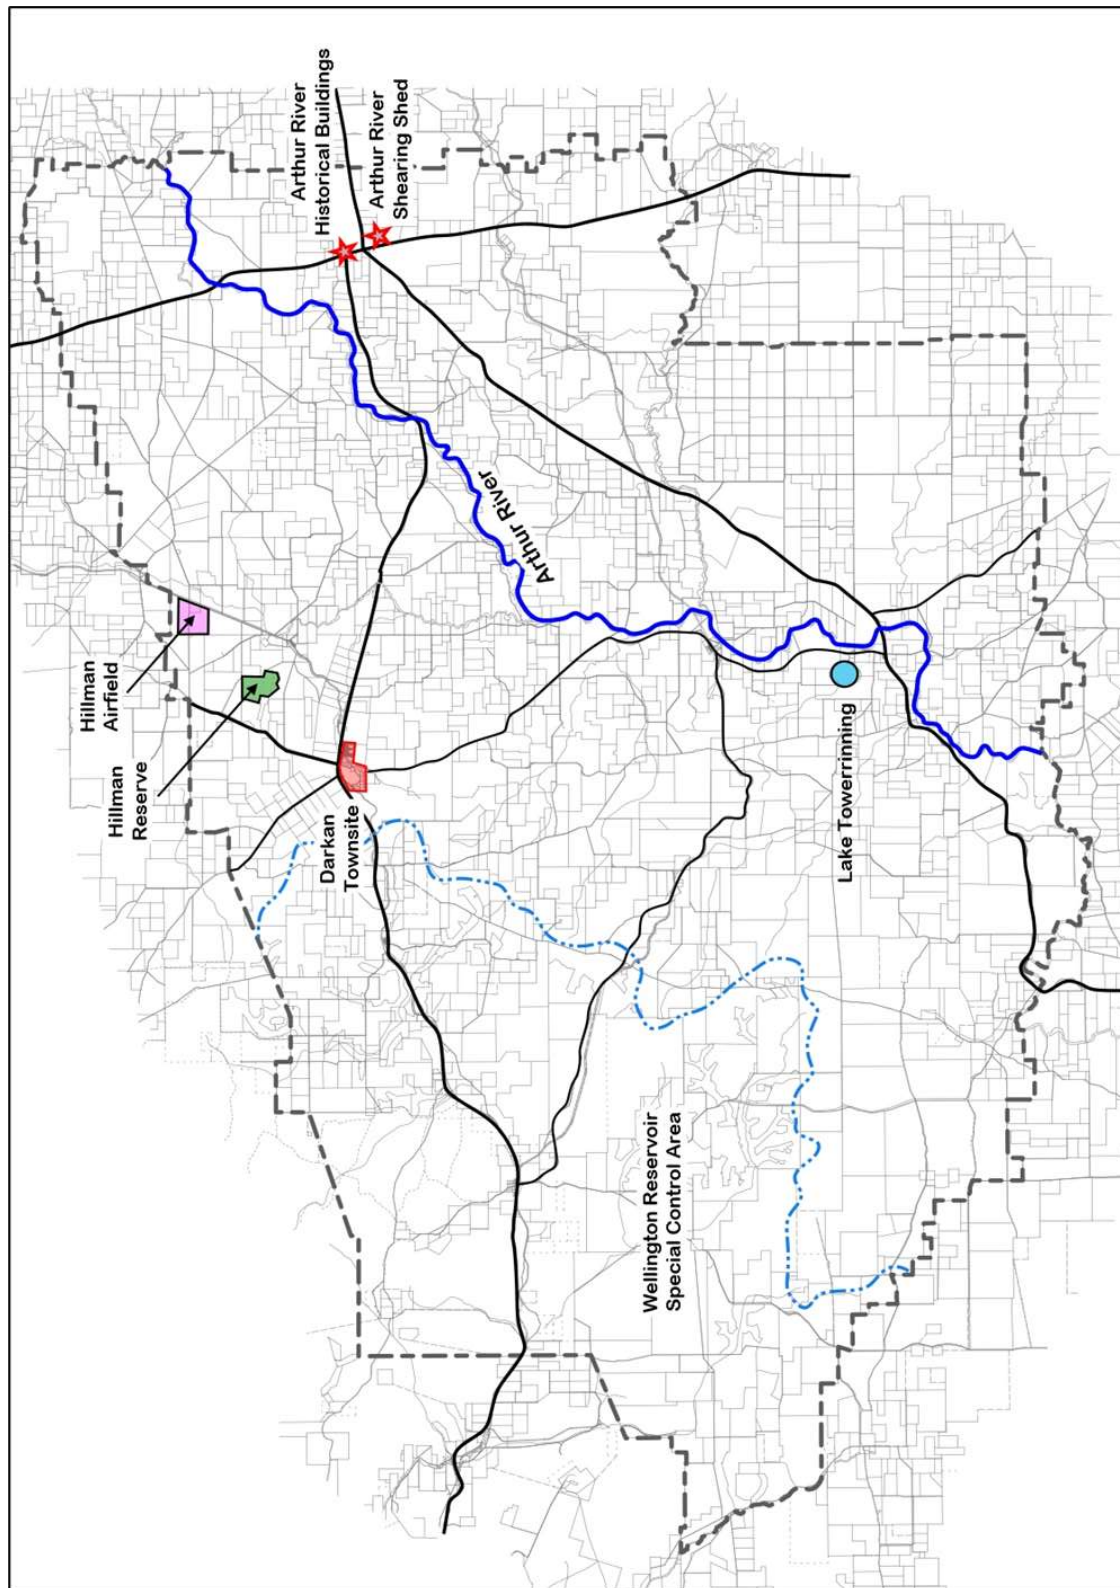 Arthur River
Historical Buildings
Arthur River
Shearing Shed
Hillman
Airfield
Hillman
Reserve
Darkan
Townsite
Arthur River
Lake Towerrinning
Wellington Reservoir
Special Control Area